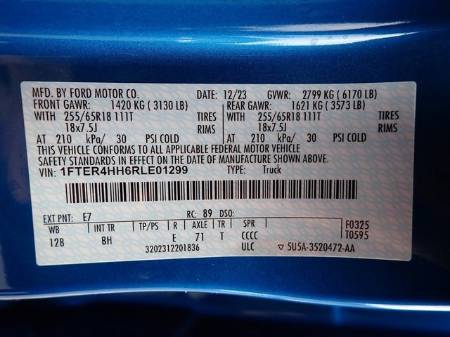 MFD. BY FORD MOTOR CO. 12/23 GVWR: 2799 KG ( 6170 LB)
FRONT GAWR: 1420 KG ( 3130 LB) REAR GAWR: 1621 KG ( 3573 LB)
WITH 255/65R18 111T TIRES WITH 255/65R18 111T TIRES
18x7.5J RIMS 18x7.5J RIMS
AT 210 kPa/ 30 PSI COLD AT 210 kPa/ 30 PSI COLD
THIS VEHICLE CONFORMS TO ALL APPLICABLE FEDERAL MOTOR VEHICLE
SAFETY STANDARDS IN EFFECT ON THE DATE OF MANUFACTURE SHOWN ABOVE.
VIN: 1FTER4HH6RLE01299 TYPE: Truck
EXT PNT: E7 RC: 89 DSO:
WB INT TR TP/PS R AXLE TR SPR F0325
128 BH E 71 T CCCC T0595
3202312201836 ULC 5U5A-3520472-AA